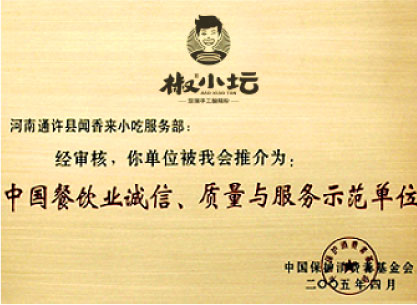 椒小坛
JIAO XIAO TAN
河南通许县闻香来小吃服务部：
经审核，你单位被我会推介为：
中国餐饮业诚信、质量与服务示范单位
中国保护消费者基金会
二〇〇五年四月